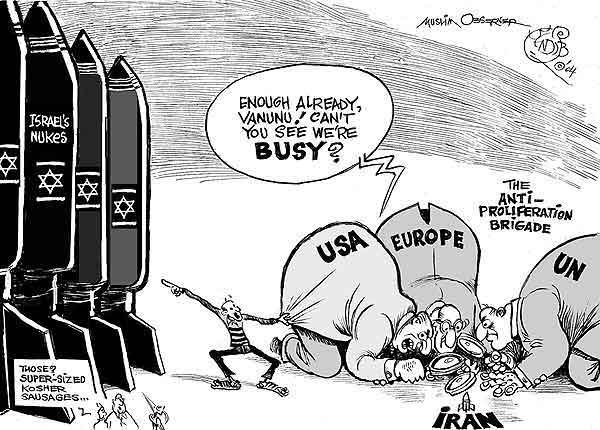 MUSLIM OBSERVER
©'04
ISRAEL'S
NUKES
ENOUGH ALREADY,
VANUNU! CAN'T
YOU SEE WE'RE
BUSY?
THE
ANTI-
PROLIFERATION
BRIGADE
USA
EUROPE
UN
IRAN
THOSE?
SUPER-SIZED
KOSHER
SAUSAGES...